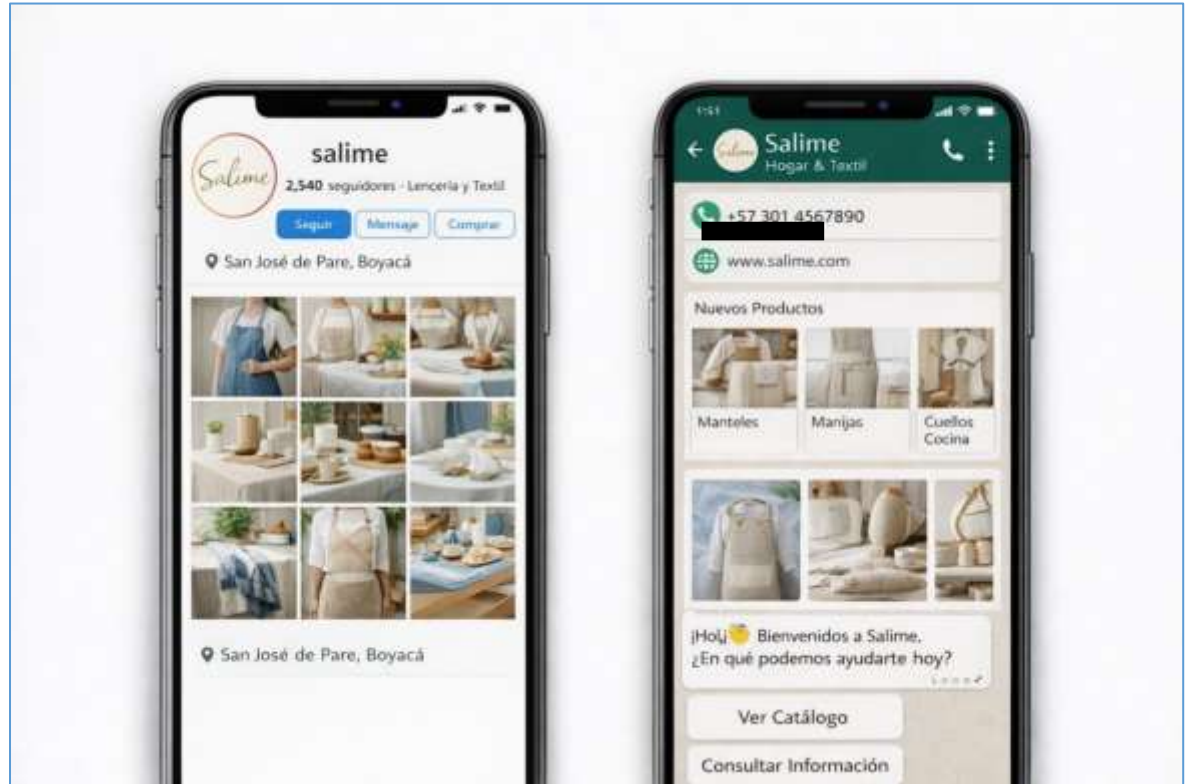 Salime
salime
2,540 seguidores · Lencería y Textil
Seguir
Mensaje
Comprar
San José de Pare, Boyacá
San José de Pare, Boyacá
1:51
Salime
Salime
Hogar & Textil
+57 301 4567890
www.salime.com
Nuevos Productos
Manteles
Manijas
Cuellos
Cocina
¡Hol¡ Bienvenidos a Salime.
¿En qué podemos ayudarte hoy?
Ver Catálogo
Consultar Información